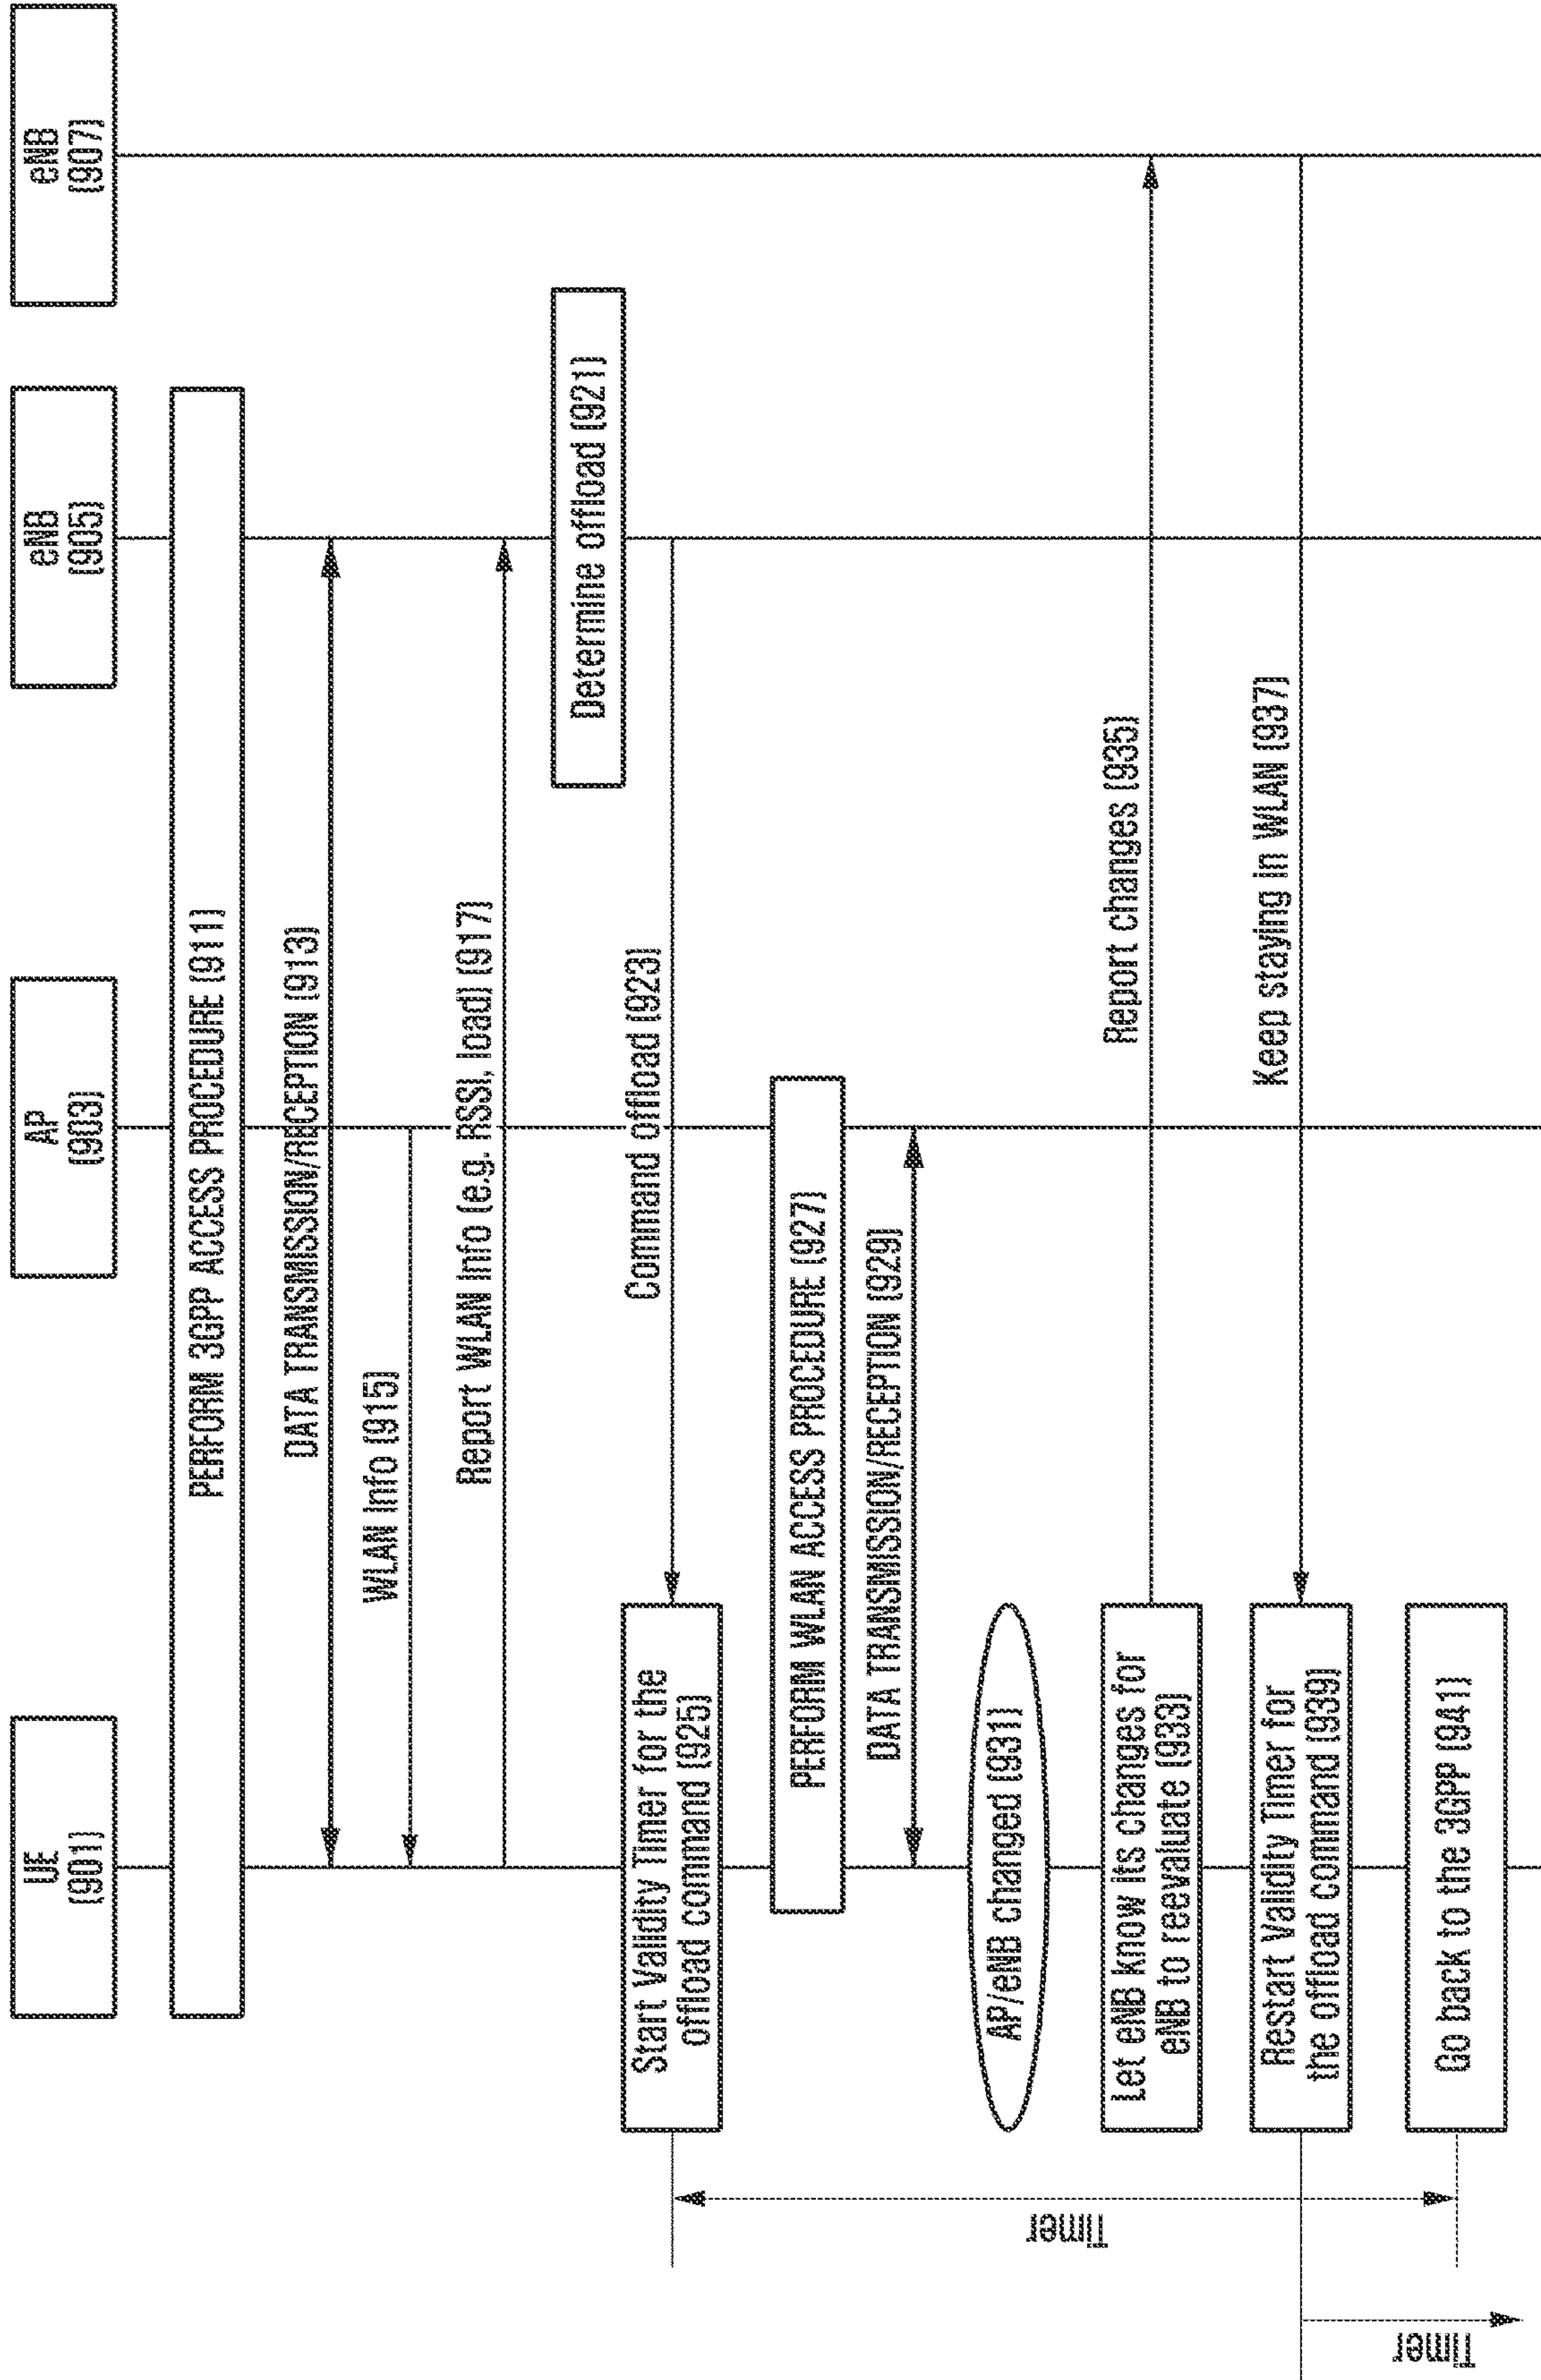 UE
(901)
AP
(903)
eNB
(905)
eNB
(907)
PERFORM 3GPP ACCESS PROCEDURE (911)
DATA TRANSMISSION/RECEPTION (913)
WLAN Info (915)
Report WLAN Info (e.g. RSSI, load) (917)
Determine offload (921)
Command offload (923)
Start Validity Timer for the
offload command (925)
PERFORM WLAN ACCESS PROCEDURE (927)
DATA TRANSMISSION/RECEPTION (929)
AP/eNB changed (931)
Let eNB know its changes for
eNB to reevaluate (933)
Report changes (935)
Keep staying in WLAN (937)
Restart Validity Timer for
the offload command (939)
Go back to the 3GPP (941)
Timer
Timer